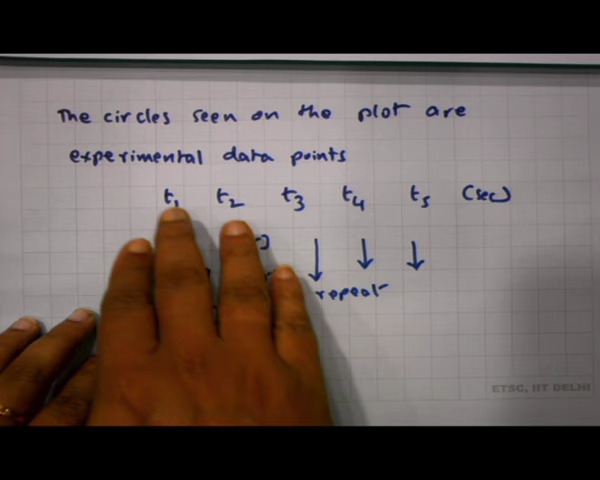 The circles seen on the plot are
experimental data points
t1 t2 t3 t4 t5 (sec)
repeat
ETSC, IIT DELHI